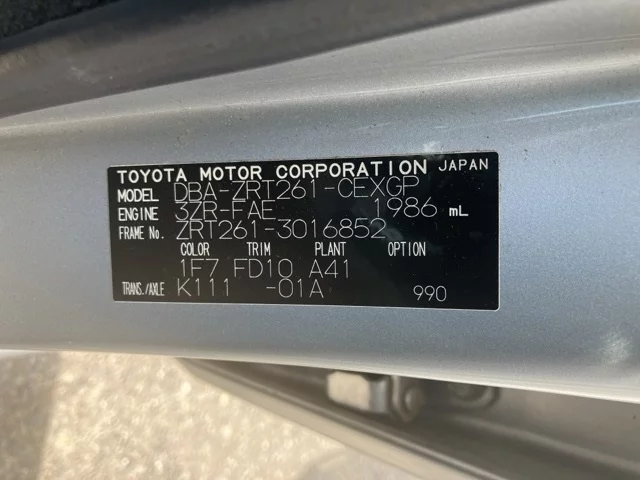 TOYOTA MOTOR CORPORATION JAPAN
MODEL DBA-ZRT261-CEXGP
ENGINE 3ZR-FAE 1986 mL
FRAME No. ZRT261-3016852
COLOR TRIM PLANT OPTION
1F7 FD10 A41
TRANS./AXLE K111 -01A 990